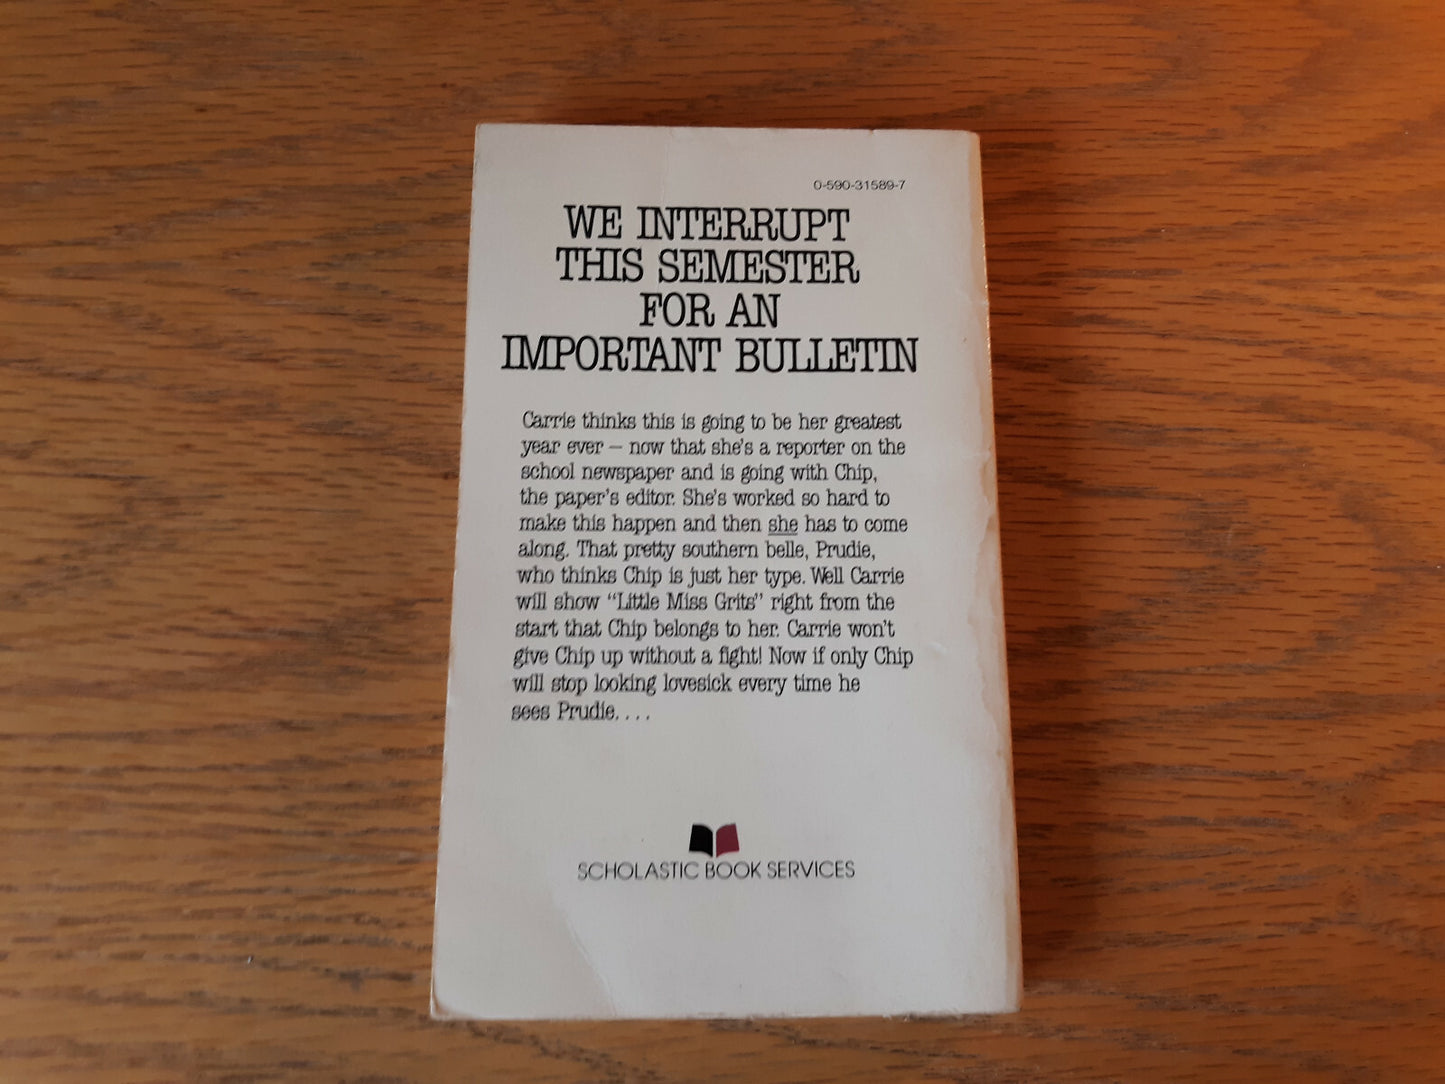 0-590-31589-7
WE INTERRUPT
THIS SEMESTER
FOR AN
IMPORTANT BULLETIN
Carrie thinks this is going to be her greatest
year ever — now that she's a reporter on the
school newspaper and is going with Chip,
the paper's editor. She's worked so hard to
make this happen and then she has to come
along. That pretty southern belle, Prudie,
who thinks Chip is just her type. Well Carrie
will show "Little Miss Grits" right from the
start that Chip belongs to her. Carrie won't
give Chip up without a fight! Now if only Chip
will stop looking lovesick every time he
sees Prudie. . . .
SCHOLASTIC BOOK SERVICES